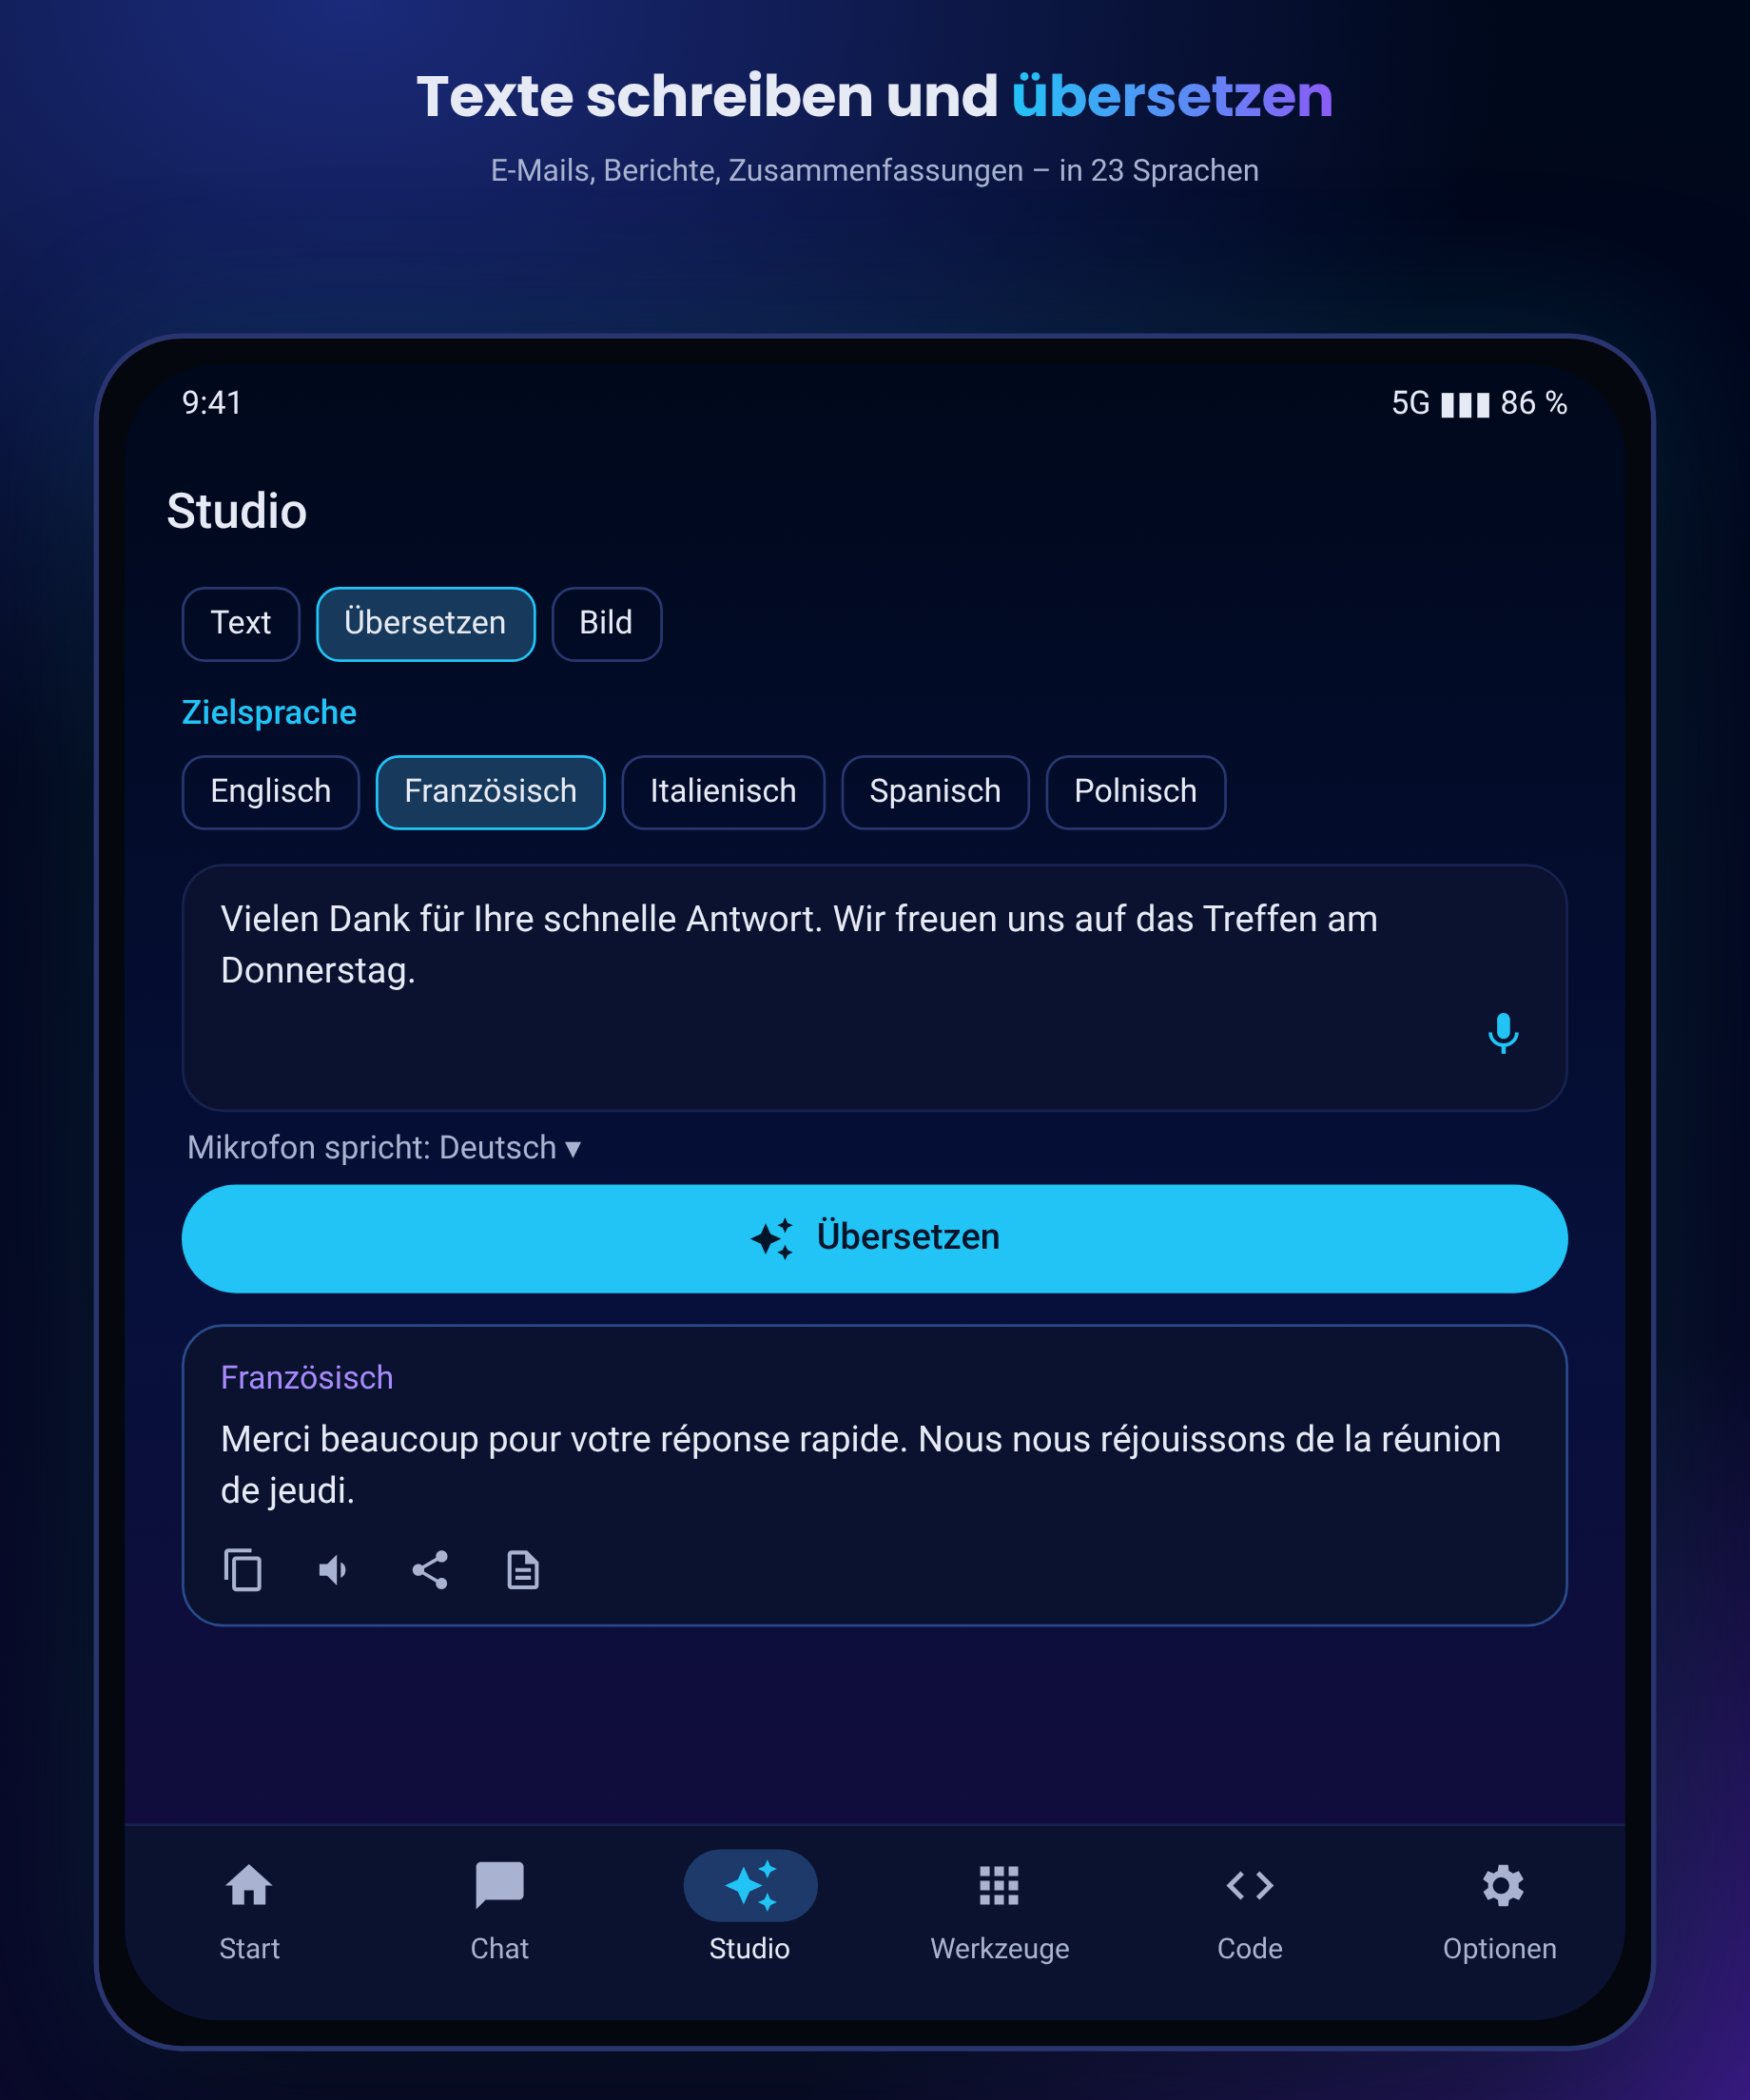 Texte schreiben und übersetzen
E-Mails, Berichte, Zusammenfassungen – in 23 Sprachen
9:41
5G ▮▮▮ 86 %
Studio
Text
Übersetzen
Bild
Zielsprache
Englisch
Französisch
Italienisch
Spanisch
Polnisch
Vielen Dank für Ihre schnelle Antwort. Wir freuen uns auf das Treffen am
Donnerstag.
Mikrofon spricht: Deutsch ▾
Übersetzen
Französisch
Merci beaucoup pour votre réponse rapide. Nous nous réjouissons de la réunion
de jeudi.
Start
Chat
Studio
Werkzeuge
Code
Optionen